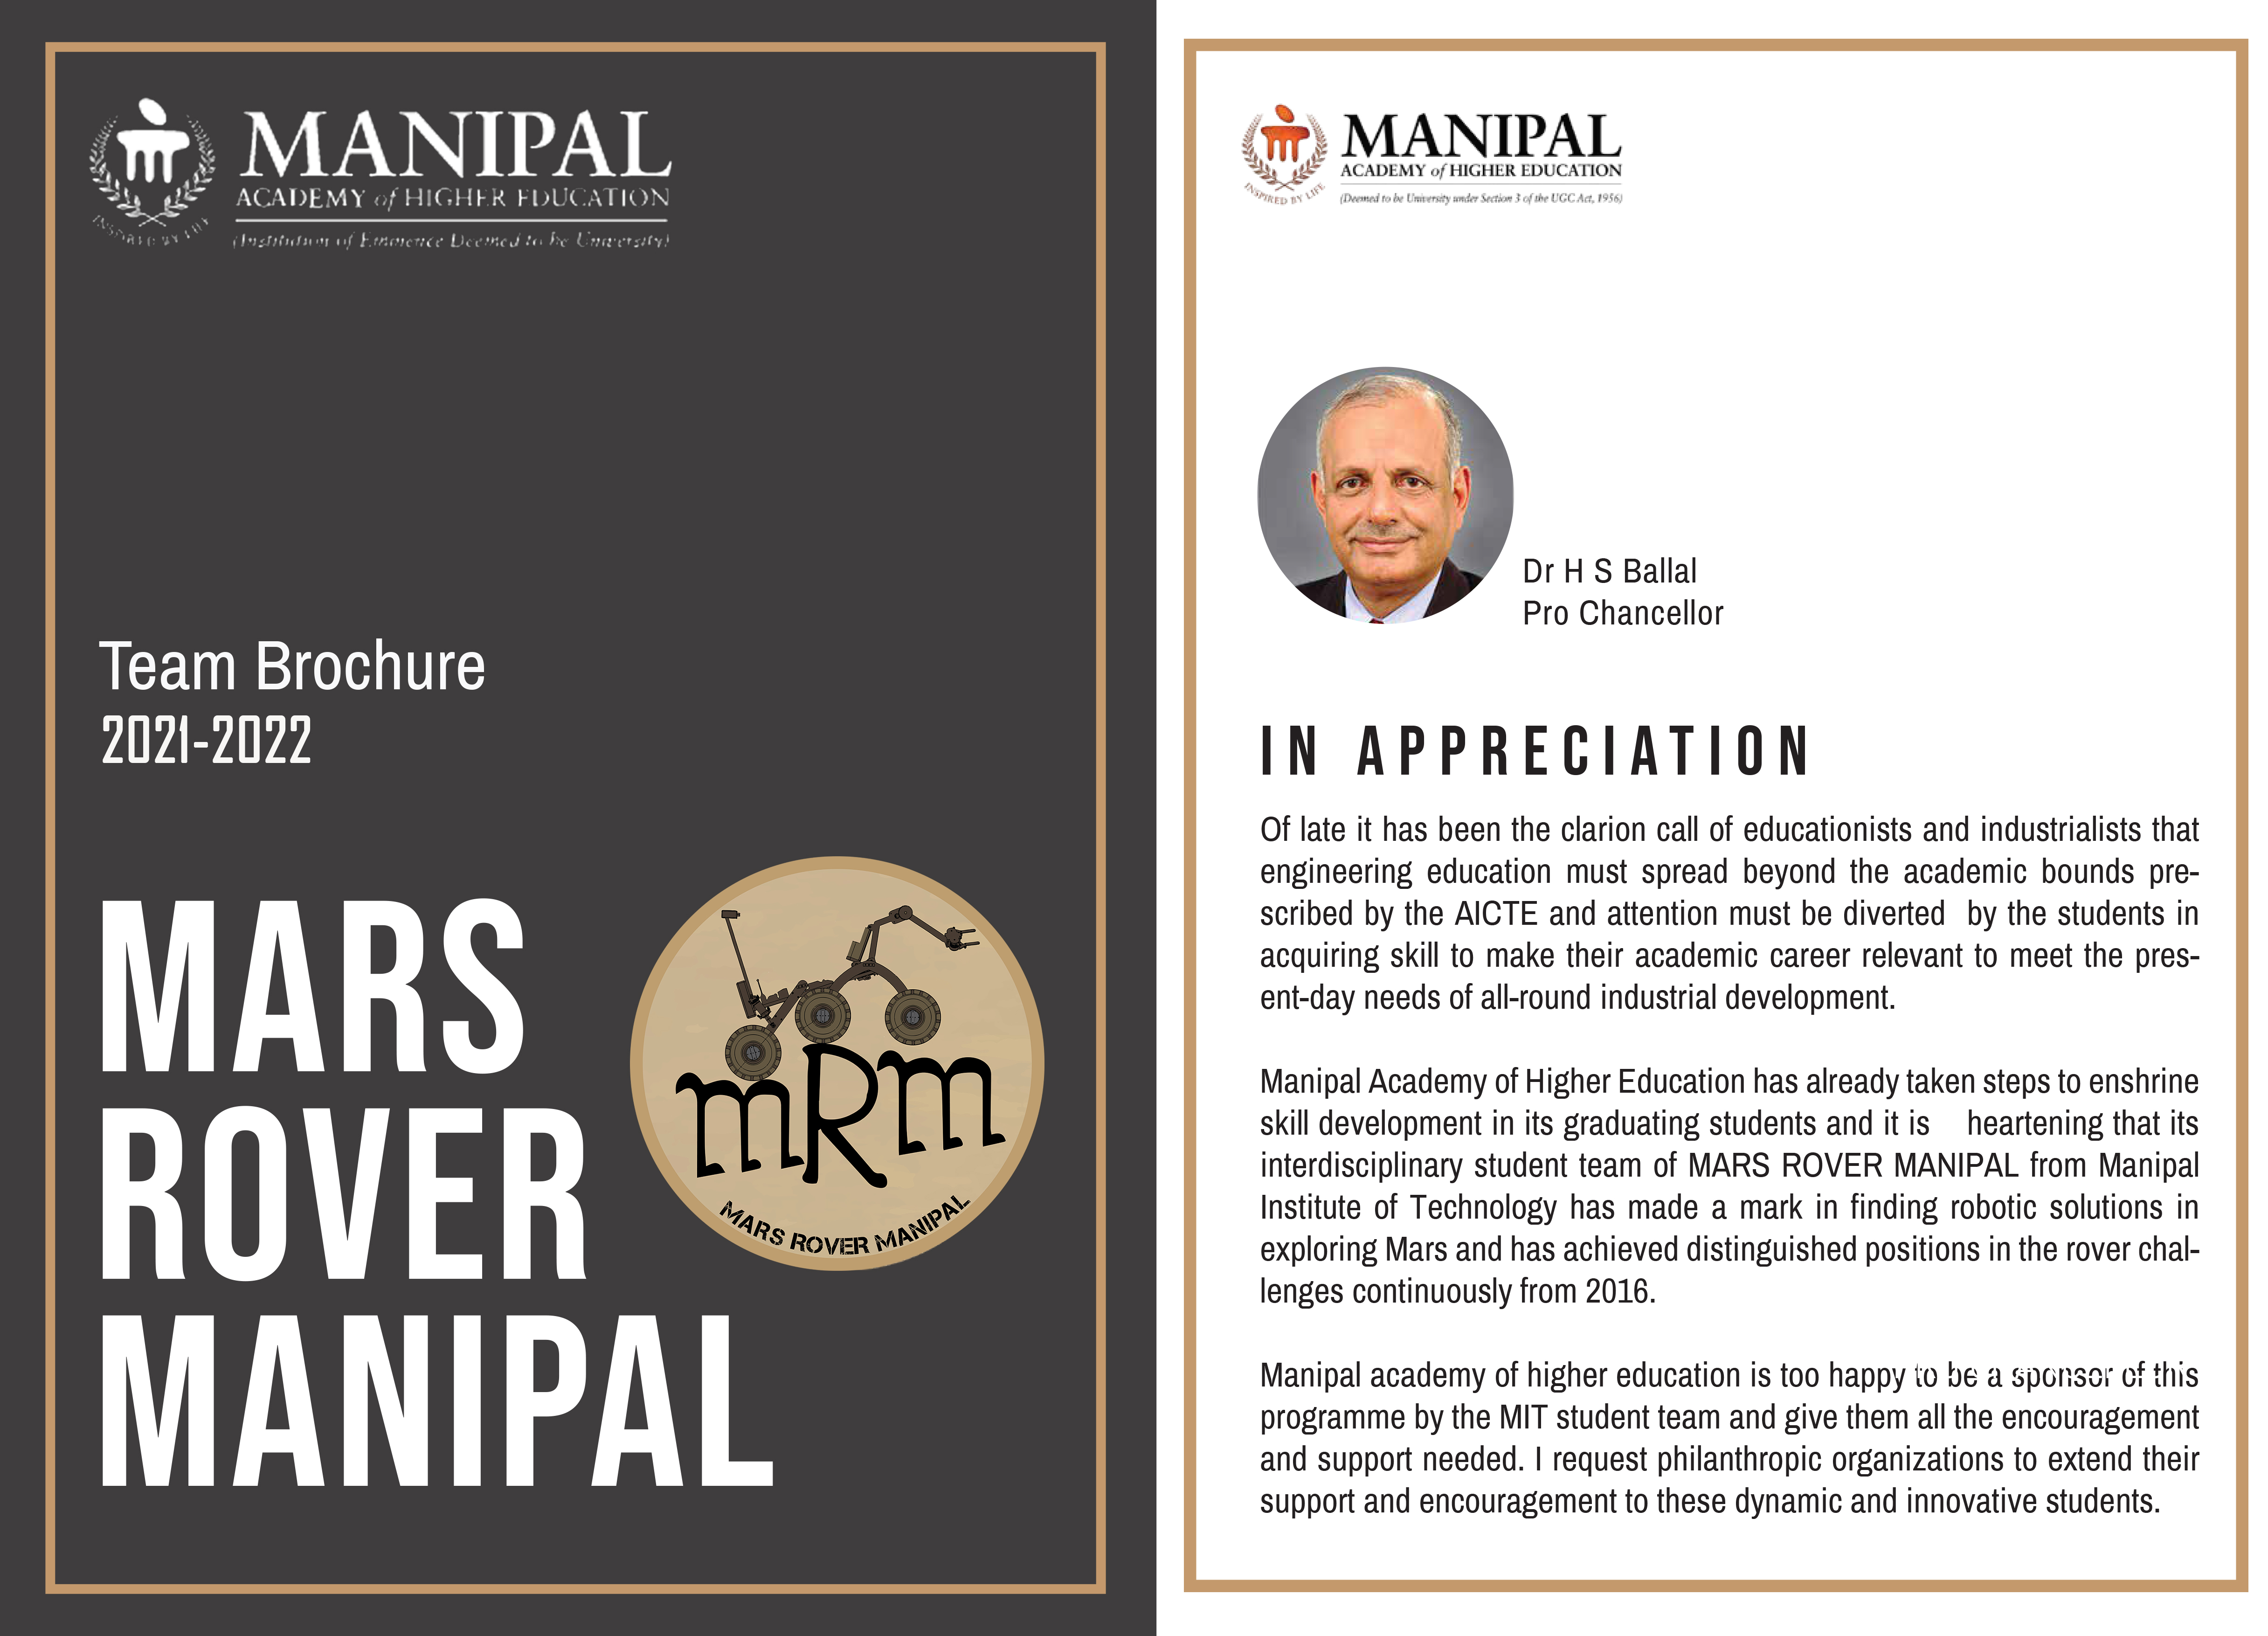 MANIPAL
ACADEMY of HIGHER EDUCATION
(Institution of Eminence Deemed to be University)
INSPIRED BY LIFE
Team Brochure
2021-2022
MARS
ROVER
MANIPAL
mRm
MARS ROVER MANIPAL
MANIPAL
ACADEMY of HIGHER EDUCATION
(Deemed to be University under Section 3 of the UGC Act, 1956)
INSPIRED BY LIFE
Dr H S Ballal
Pro Chancellor
IN APPRECIATION
Of late it has been the clarion call of educationists and industrialists that
engineering education must spread beyond the academic bounds pre-
scribed by the AICTE and attention must be diverted by the students in
acquiring skill to make their academic career relevant to meet the pres-
ent-day needs of all-round industrial development.
Manipal Academy of Higher Education has already taken steps to enshrine
skill development in its graduating students and it is heartening that its
interdisciplinary student team of MARS ROVER MANIPAL from Manipal
Institute of Technology has made a mark in finding robotic solutions in
exploring Mars and has achieved distinguished positions in the rover chal-
lenges continuously from 2016.
Manipal academy of higher education is too happy to be a sponsor of this
programme by the MIT student team and give them all the encouragement
and support needed. I request philanthropic organizations to extend their
support and encouragement to these dynamic and innovative students.